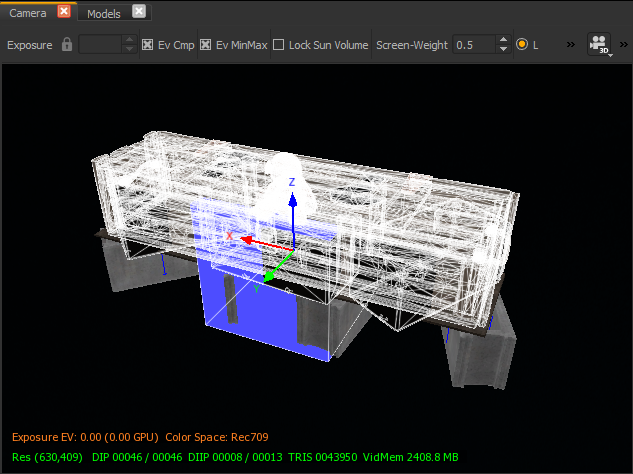 Camera Models
Exposure Ev Cmp Ev MinMax Lock Sun Volume Screen-Weight 0.5 L » 3D »
Z
X
Y
Exposure EV: 0.00 (0.00 GPU) Color Space: Rec709
Res (630,409) DIP 00046 / 00046 DIIP 00008 / 00013 TRIS 0043950 VidMem 2408.8 MB